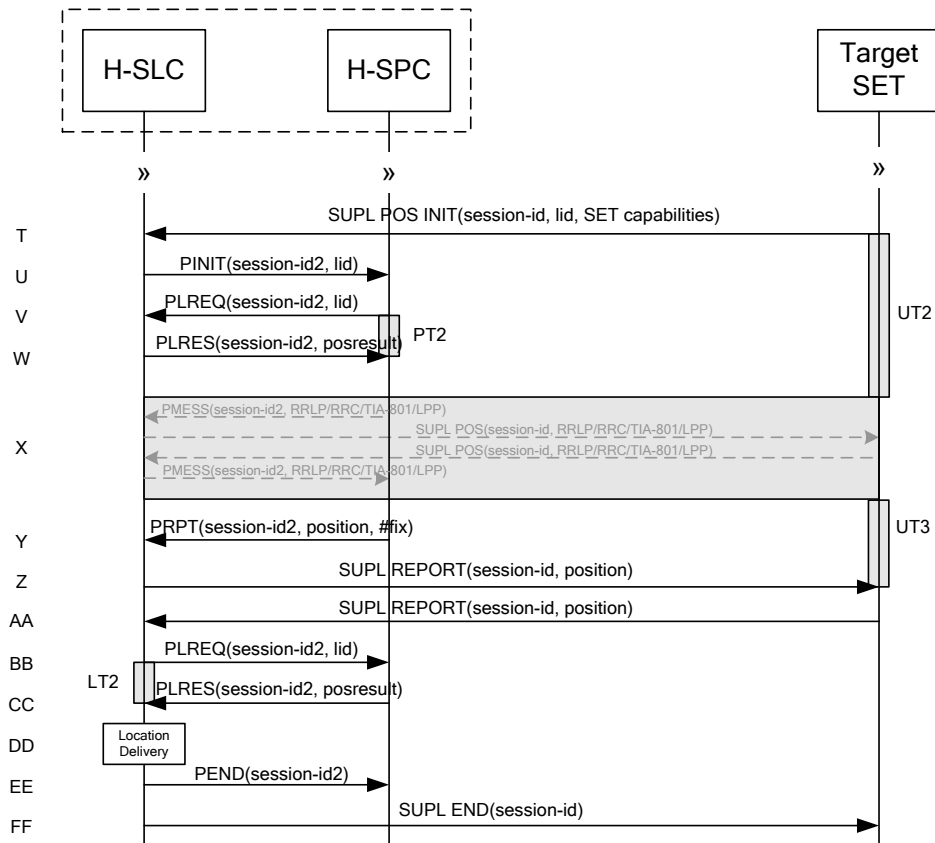 H-SLC
H-SPC
Target
SET
»
»
»
SUPL POS INIT(session-id, lid, SET capabilities)
T
PINIT(session-id2, lid)
U
PLREQ(session-id2, lid)
V
UT2
PT2
PLRES(session-id2, posresult)
W
PMESS(session-id2, RRLP/RRC/TIA-801/LPP)
SUPL POS(session-id, RRLP/RRC/TIA-801/LPP)
X
SUPL POS(session-id, RRLP/RRC/TIA-801/LPP)
PMESS(session-id2, RRLP/RRC/TIA-801/LPP)
PRPT(session-id2, position, #fix)
UT3
Y
SUPL REPORT(session-id, position)
Z
SUPL REPORT(session-id, position)
AA
PLREQ(session-id2, lid)
BB
LT2
PLRES(session-id2, posresult)
CC
Location
Delivery
DD
PEND(session-id2)
EE
SUPL END(session-id)
FF